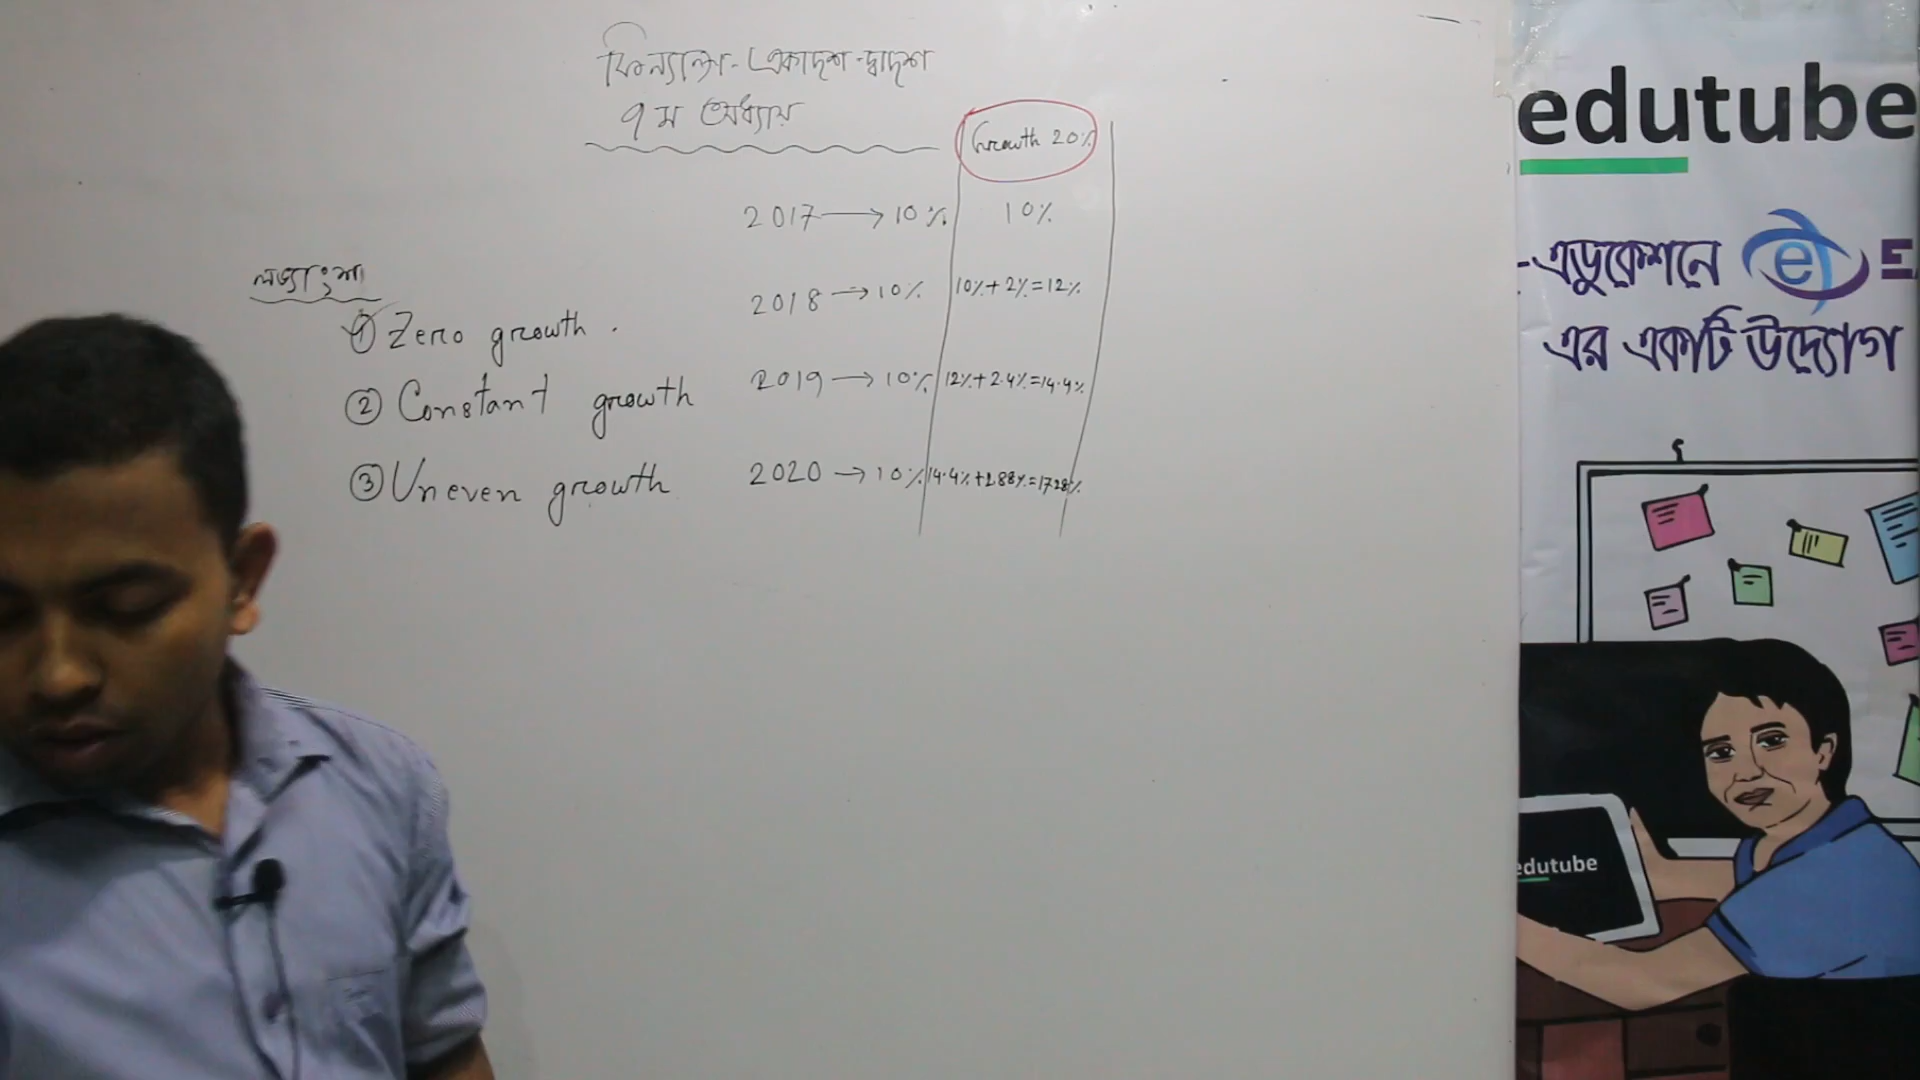 ফিন্যান্স-একাদশ-দ্বাদশ
৭ম অধ্যায়
Growth 20%
2017 → 10% 10%
2018 → 10% 10%+2%=12%
2019 → 10% 12%+2.4%=14.4%
2020 → 10% 14.4%+2.88%=17.28%
লভ্যাংশ
① Zero growth.
② Constant growth
③ Uneven growth
edutube
-এডুকেশনে e E
এর একটি উদ্যোগ
edutube